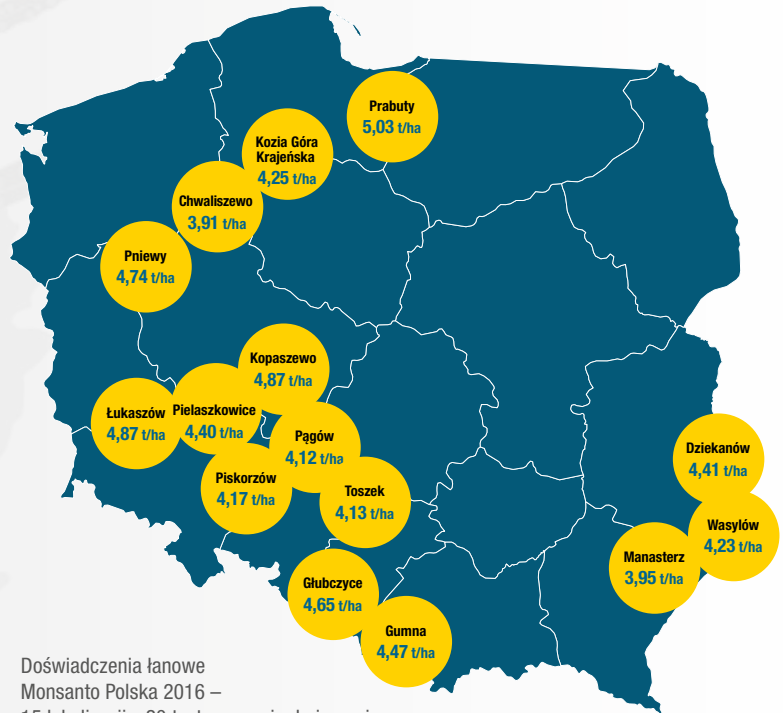 Prabuty
5,03 t/ha
Kozia Góra
Krajeńska
4,25 t/ha
Chwaliszewo
3,91 t/ha
Pniewy
4,74 t/ha
Kopaszewo
4,87 t/ha
Łukaszów
4,87 t/ha
Pielaszkowice
4,40 t/ha
Pągów
4,12 t/ha
Piskorzów
4,17 t/ha
Toszek
4,13 t/ha
Dziekanów
4,41 t/ha
Wasylów
4,23 t/ha
Manasterz
3,95 t/ha
Głubczyce
4,65 t/ha
Gumna
4,47 t/ha
Doświadczenia łanowe
Monsanto Polska 2016 –